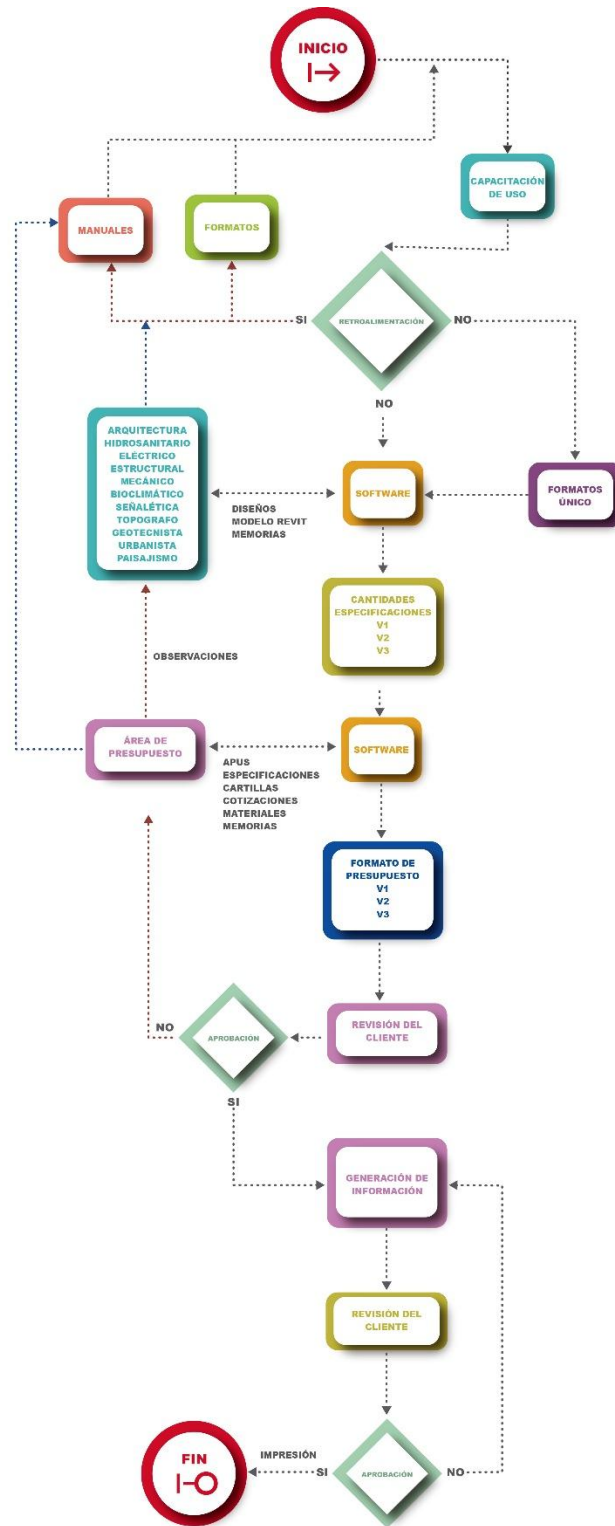 INICIO
CAPACITACIÓN
DE USO
MANUALES
FORMATOS
SI
RETROALIMENTACIÓN
NO
NO
ARQUITECTURA
HIDROSANITARIO
ELÉCTRICO
ESTRUCTURAL
MECÁNICO
BIOCLIMÁTICO
SEÑALÉTICA
TOPOGRAFO
GEOTECNISTA
URBANISTA
PAISAJISMO
DISEÑOS
MODELO REVIT
MEMORIAS
SOFTWARE
FORMATOS
ÚNICO
CANTIDADES
ESPECIFICACIONES
V1
V2
V3
OBSERVACIONES
ÁREA DE
PRESUPUESTO
APUS
ESPECIFICACIONES
CARTILLAS
COTIZACIONES
MATERIALES
MEMORIAS
SOFTWARE
FORMATO DE
PRESUPUESTO
V1
V2
V3
NO
APROBACIÓN
SI
REVISIÓN DEL
CLIENTE
GENERACIÓN DE
INFORMACIÓN
REVISIÓN DEL
CLIENTE
FIN
IMPRESIÓN
SI
APROBACIÓN
NO